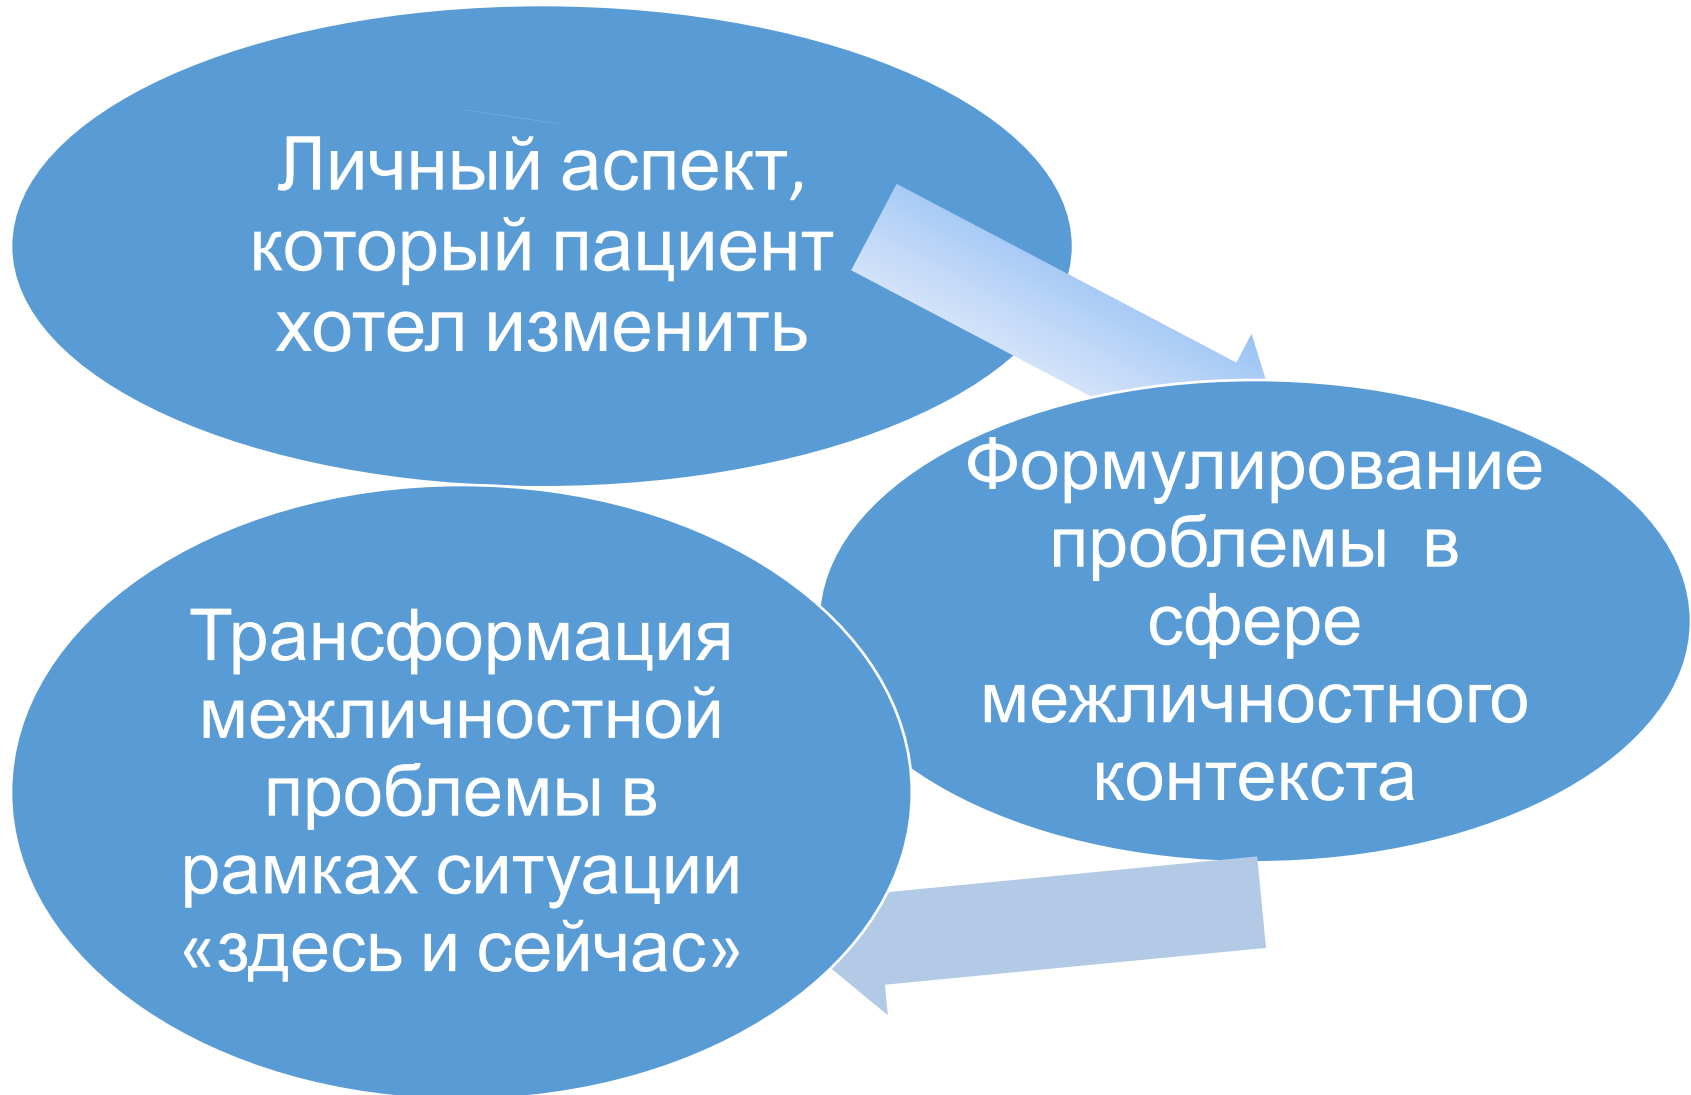 Личный аспект,
который пациент
хотел изменить
Формулирование
проблемы в
сфере
межличностного
контекста
Трансформация
межличностной
проблемы в
рамках ситуации
«здесь и сейчас»